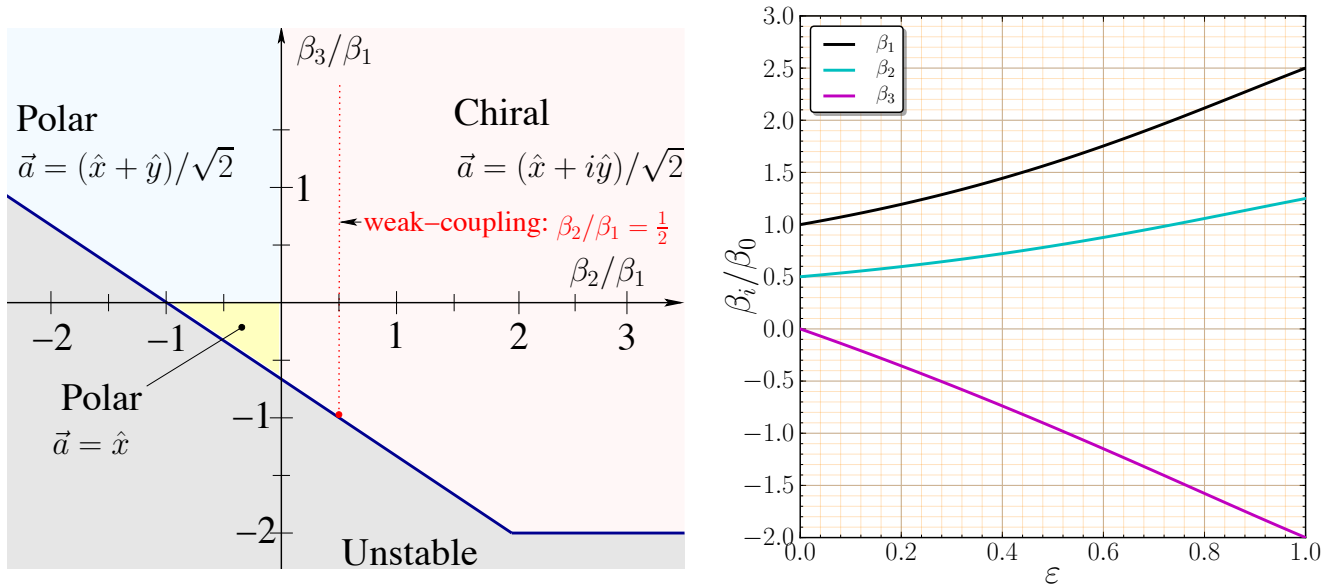 β₃/β₁
Polar
a⃗ = (x̂ + ŷ)/√2
Chiral
a⃗ = (x̂ + iŷ)/√2
1
weak–coupling: β₂/β₁ = 1/2
β₂/β₁
−2
−1
1
2
3
Polar
a⃗ = x̂
−1
−2
Unstable
3.0
2.5
2.0
1.5
1.0
0.5
0.0
−0.5
−1.0
−1.5
−2.0
βᵢ/β₀
β₁
β₂
β₃
0.0 0.2 0.4 0.6 0.8 1.0
ε